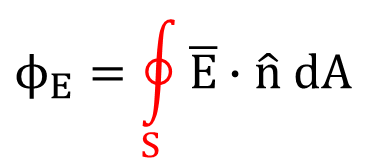 ϕ_E = ∮_S E̅ · n̂ dA